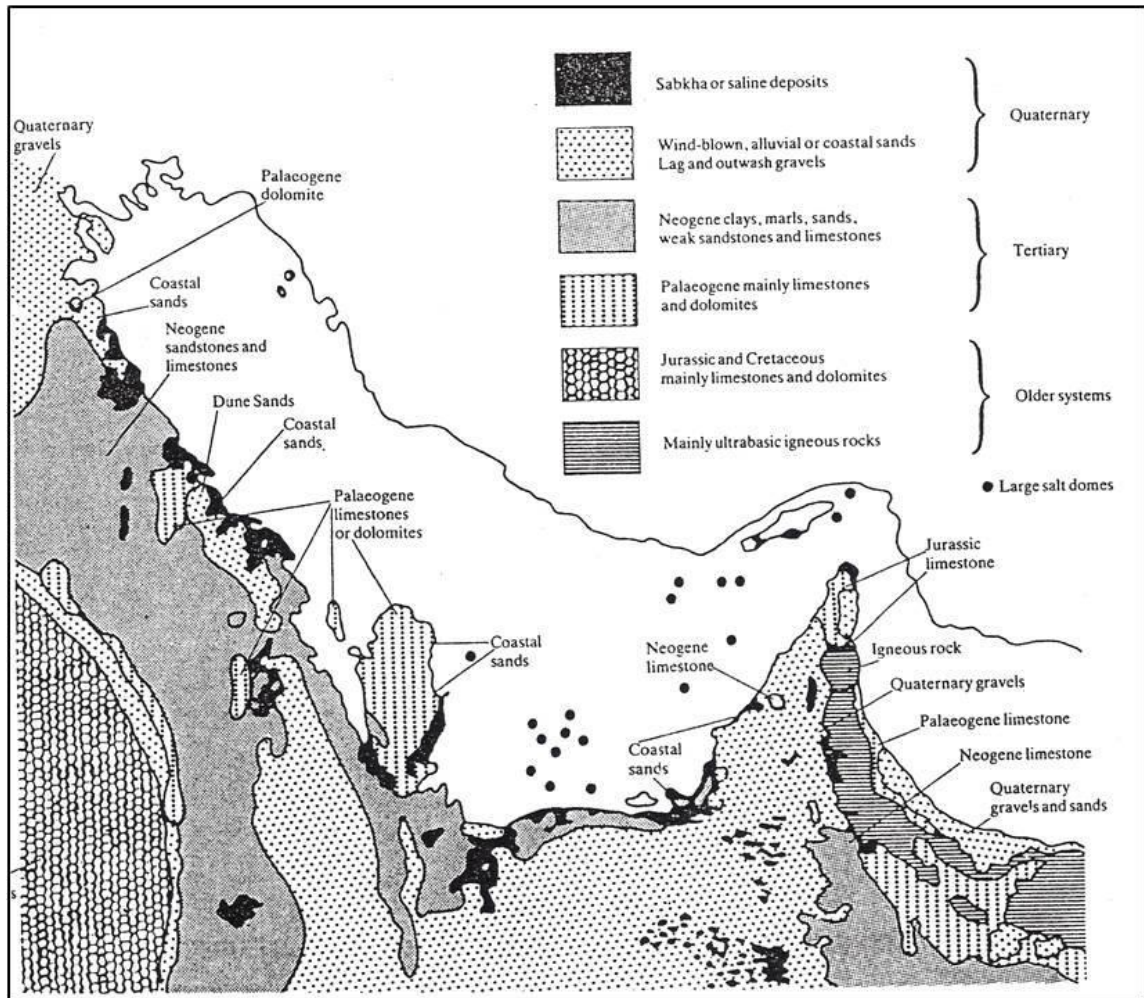 Sabkha or saline deposits
Quaternary
Wind-blown, alluvial or coastal sands
Lag and outwash gravels
Neogene clays, marls, sands,
weak sandstones and limestones
Tertiary
Palaeogene mainly limestones
and dolomites
Jurassic and Cretaceous
mainly limestones and dolomites
Older systems
Mainly ultrabasic igneous rocks
Large salt domes
Quaternary
gravels
Palaeogene
dolomite
Coastal
sands
Neogene
sandstones and
limestones
Dune Sands
Coastal
sands
Palaeogene
limestones
or dolomites
Coastal
sands
Neogene
limestone
Coastal
sands
Jurassic
limestone
Igneous rock
Quaternary gravels
Palaeogene limestone
Neogene limestone
Quaternary
gravels and sands
s